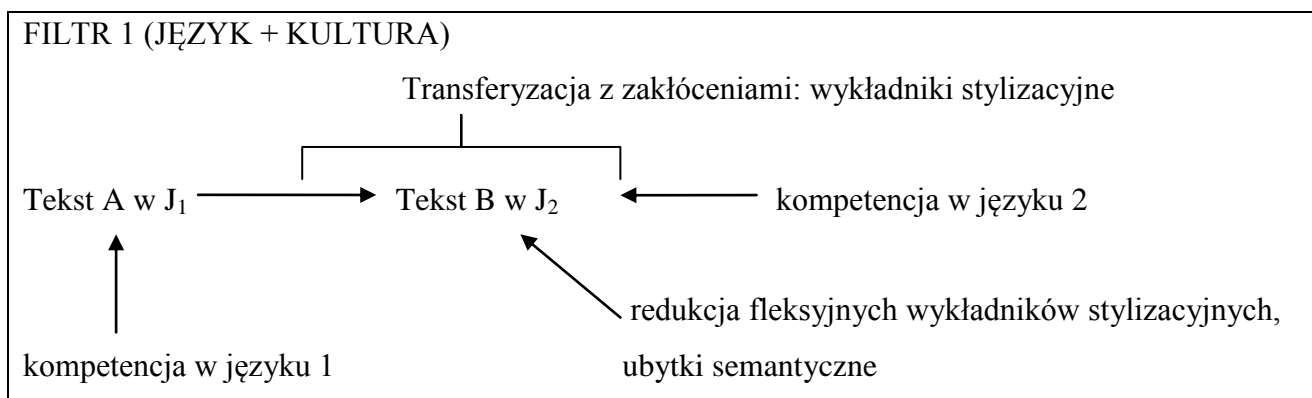 FILTR 1 (JĘZYK + KULTURA)
Transferyzacja z zakłóceniami: wykładniki stylizacyjne
Tekst A w J₁ Tekst B w J₂ kompetencja w języku 2
redukcja fleksyjnych wykładników stylizacyjnych,
kompetencja w języku 1 ubytki semantyczne